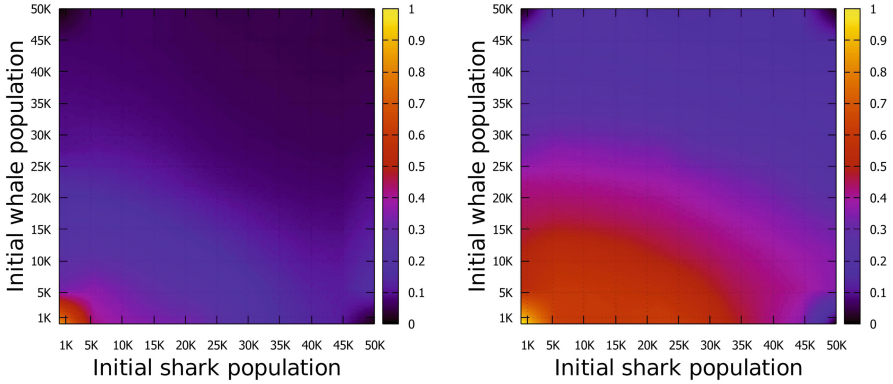 50K
45K
40K
35K
30K
25K
20K
15K
10K
5K
1K
Initial whale population
1K 5K 10K 15K 20K 25K 30K 35K 40K 45K 50K
Initial shark population
1
0.9
0.8
0.7
0.6
0.5
0.4
0.3
0.2
0.1
0
50K
45K
40K
35K
30K
25K
20K
15K
10K
5K
1K
Initial whale population
1K 5K 10K 15K 20K 25K 30K 35K 40K 45K 50K
Initial shark population
1
0.9
0.8
0.7
0.6
0.5
0.4
0.3
0.2
0.1
0